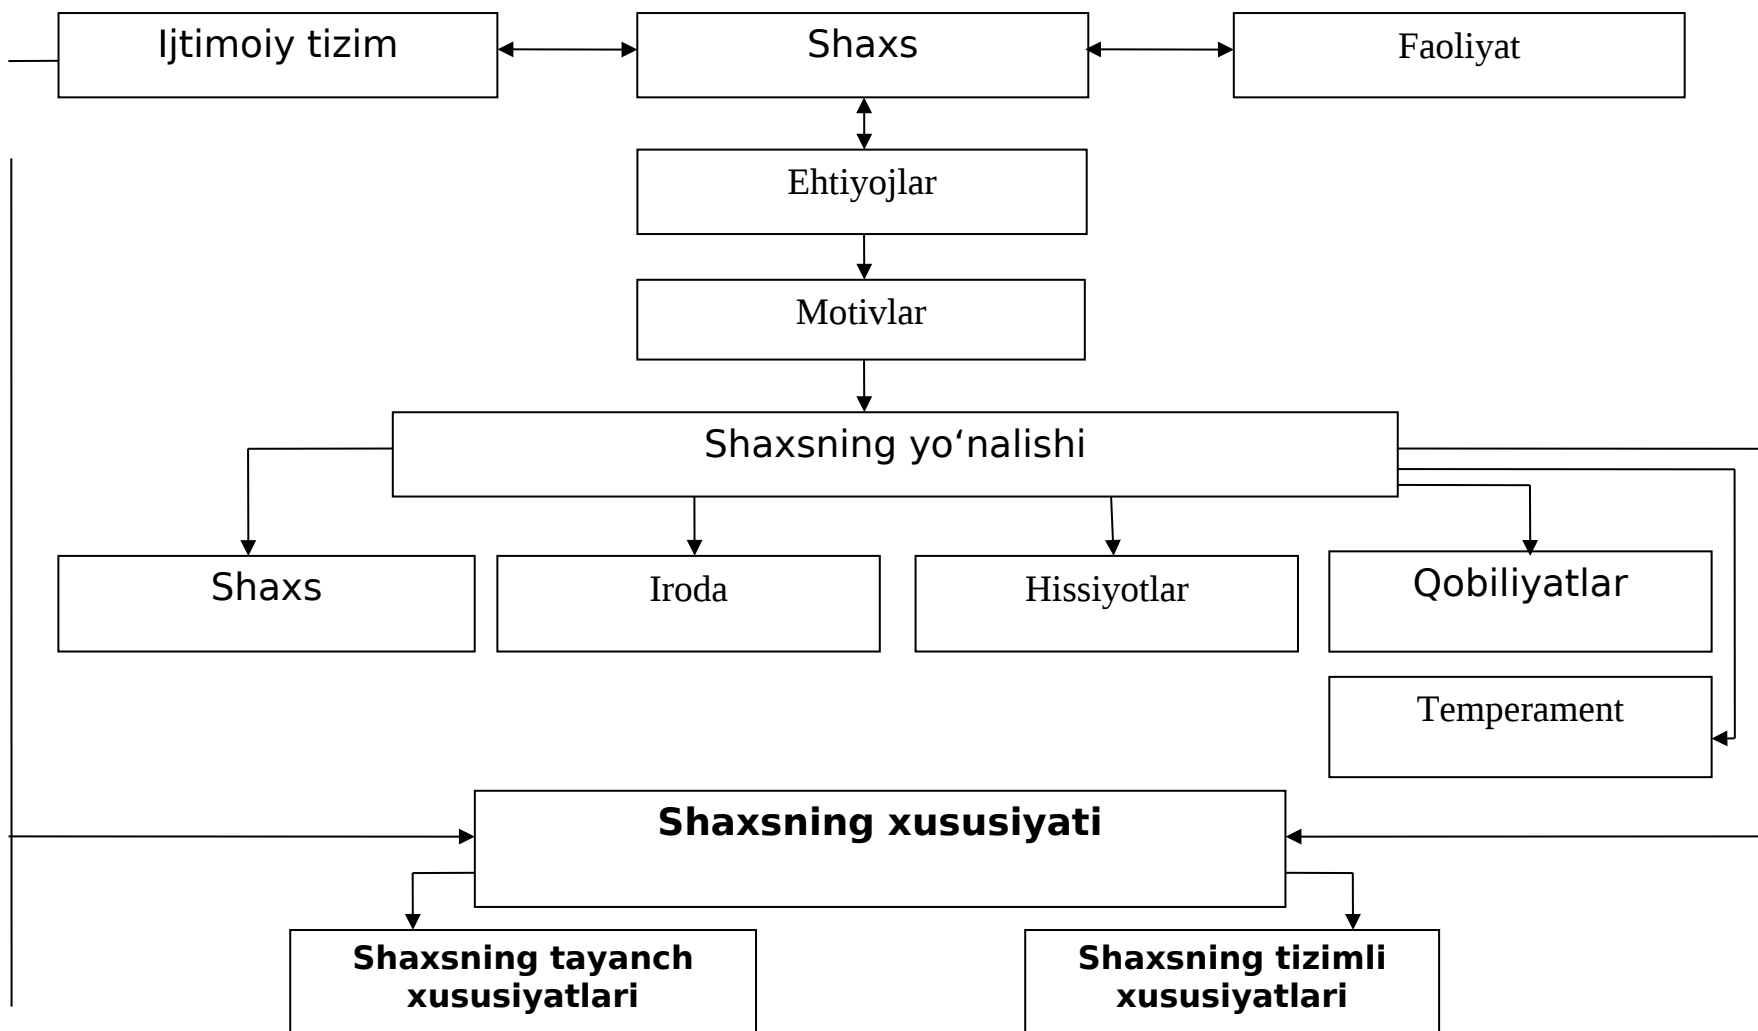 Ijtimoiy tizim
Shaxs
Faoliyat
Ehtiyojlar
Motivlar
Shaxsning yo‘nalishi
Shaxs
Iroda
Hissiyotlar
Qobiliyatlar
Temperament
Shaxsning xususiyati
Shaxsning tayanch
xususiyatlari
Shaxsning tizimli
xususiyatlari